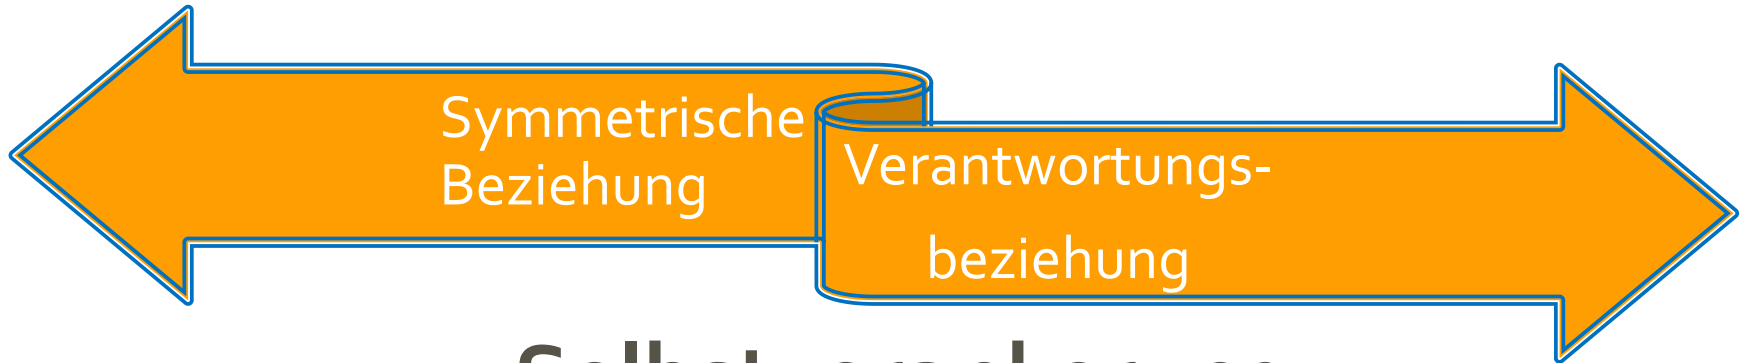 Symmetrische
Beziehung
Verantwortungs-
beziehung